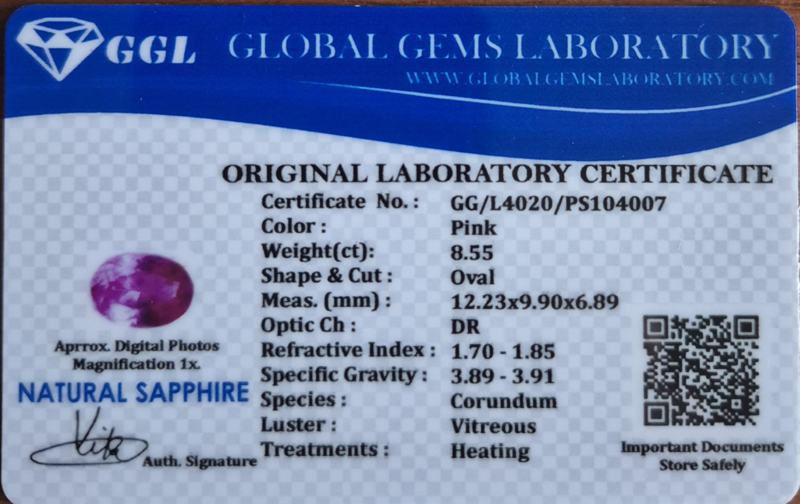 GGL GLOBAL GEMS LABORATORY
WWW.GLOBALGEMSLABORATORY.COM
ORIGINAL LABORATORY CERTIFICATE
Certificate No. : GG/L4020/PS104007
Color : Pink
Weight(ct): 8.55
Shape & Cut : Oval
Meas. (mm) : 12.23x9.90x6.89
Optic Ch : DR
Refractive Index : 1.70 - 1.85
Specific Gravity : 3.89 - 3.91
Species : Corundum
Luster : Vitreous
Treatments : Heating
Aprrox. Digital Photos
Magnification 1x.
NATURAL SAPPHIRE
Auth. Signature
Important Documents
Store Safely